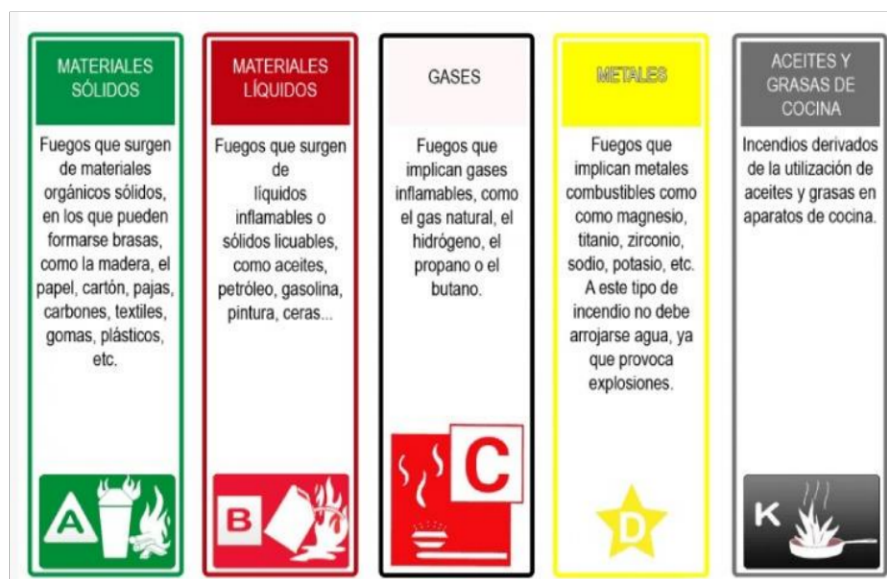 MATERIALES
SÓLIDOS
Fuegos que surgen
de materiales
orgánicos sólidos,
en los que pueden
formarse brasas,
como la madera, el
papel, cartón, pajas,
carbones, textiles,
gomas, plásticos,
etc.
A
MATERIALES
LÍQUIDOS
Fuegos que surgen
de
líquidos
inflamables o
sólidos licuables,
como aceites,
petróleo, gasolina,
pintura, ceras...
B
GASES
Fuegos que
implican gases
inflamables, como
el gas natural, el
hidrógeno, el
propano o el
butano.
C
METALES
Fuegos que
implican metales
combustibles como
como magnesio,
titanio, zirconio,
sodio, potasio, etc.
A este tipo de
incendio no debe
arrojarse agua, ya
que provoca
explosiones.
D
ACEITES Y
GRASAS DE
COCINA
Incendios derivados
de la utilización de
aceites y grasas en
aparatos de cocina.
K